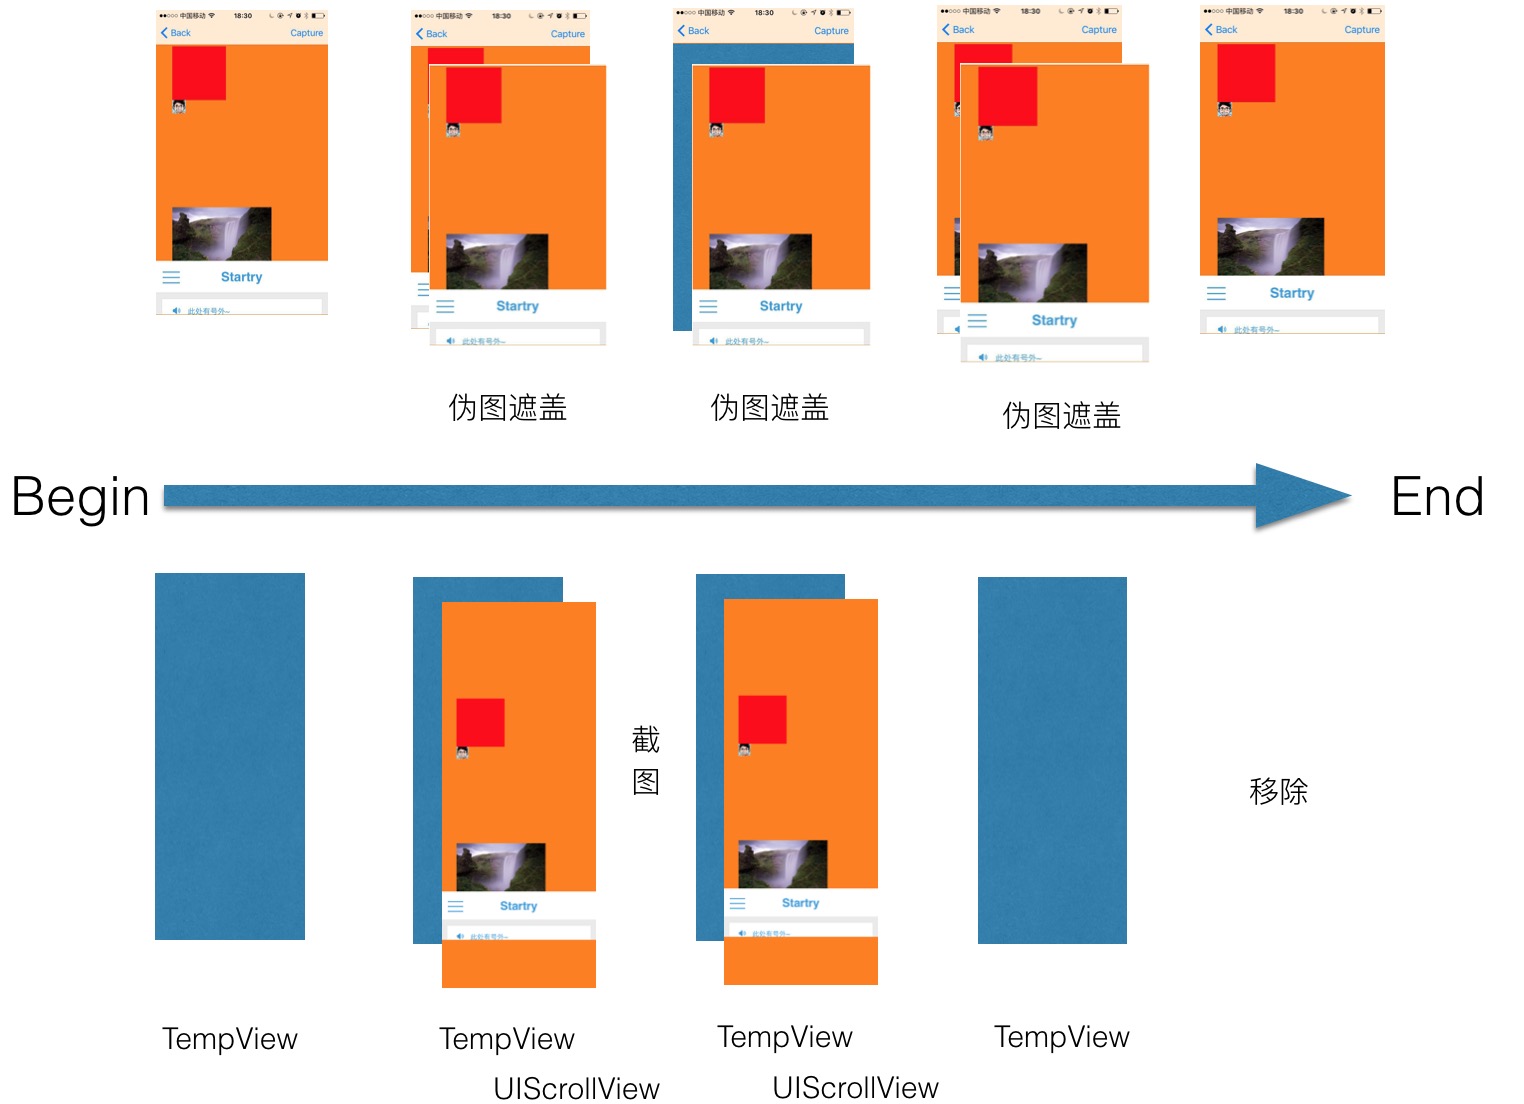 中国移动 18:30
Back Capture
Startry
此处有号外~
中国移动 18:30
Back Capture
Startry
此处有号外~
中国移动 18:30
Back Capture
Startry
此处有号外~
中国移动 18:30
Back Capture
Startry
此处有号外~
中国移动 18:30
Back Capture
Startry
此处有号外~
伪图遮盖
伪图遮盖
伪图遮盖
Begin
End
Startry
此处有号外~
截
图
Startry
此处有号外~
移除
TempView
TempView
TempView
TempView
UIScrollView
UIScrollView